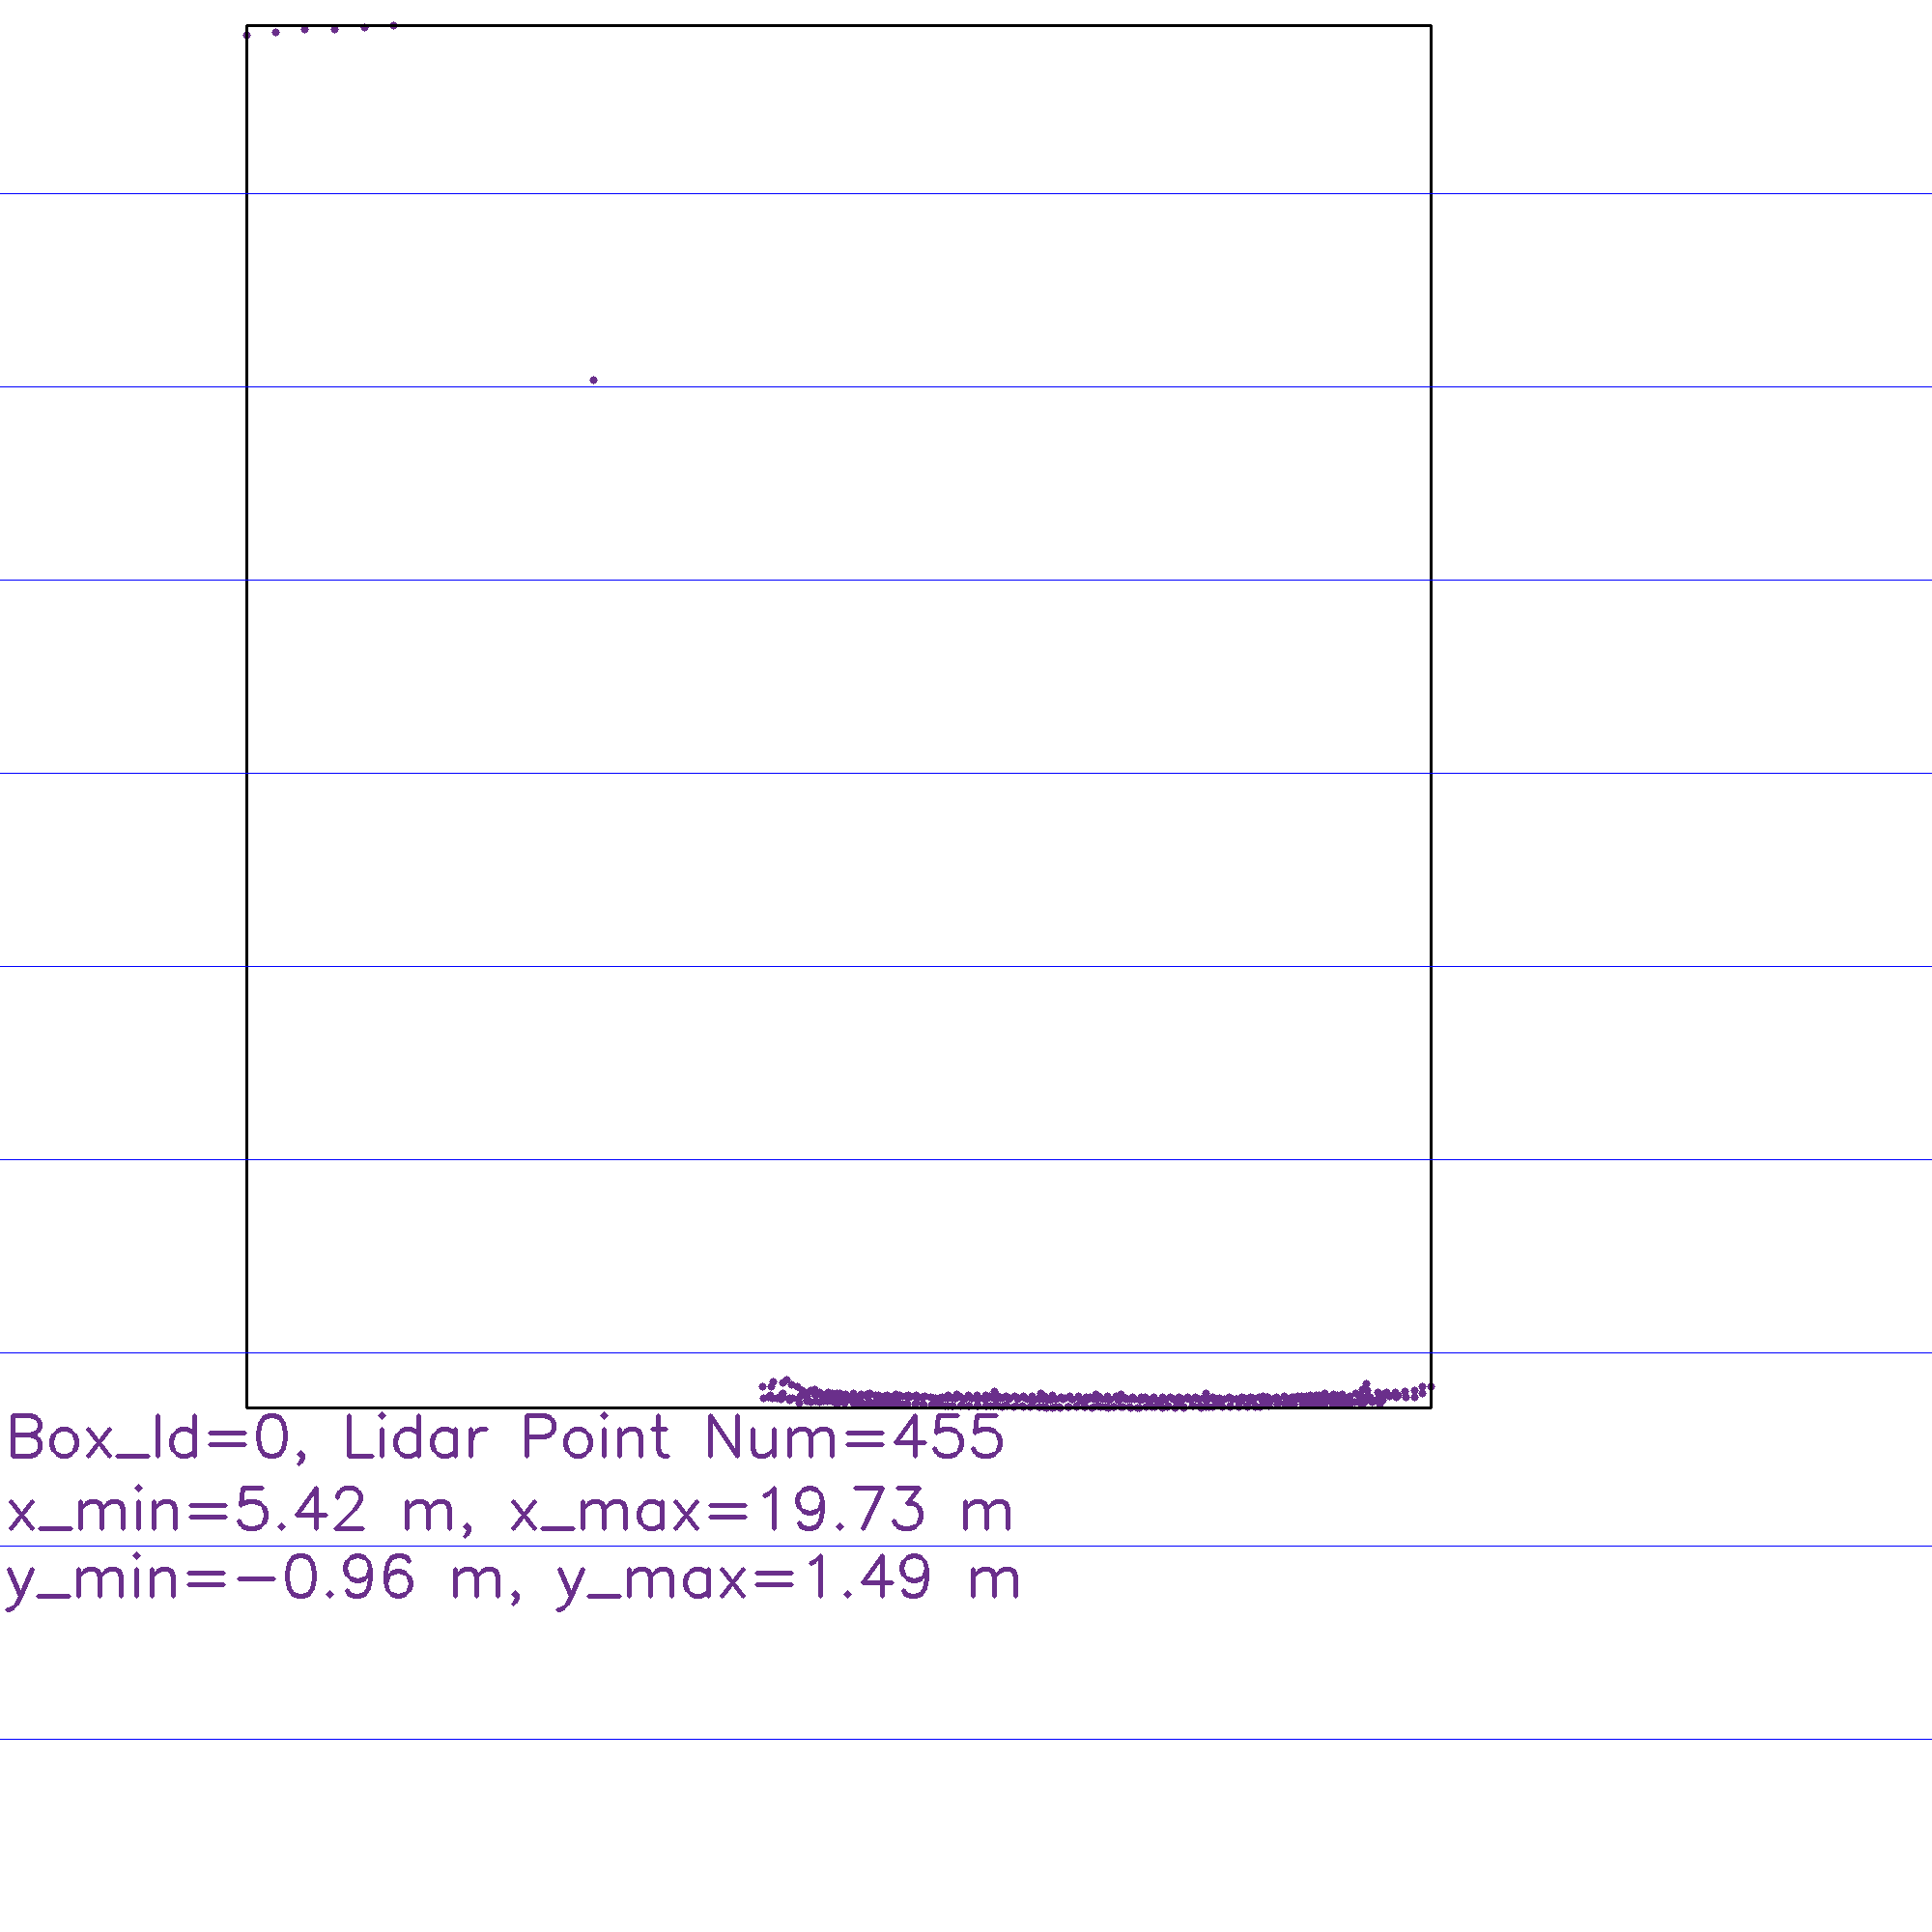 Box_Id=0, Lidar Point Num=455
x_min=5.42 m, x_max=19.73 m
y_min=-0.96 m, y_max=1.49 m